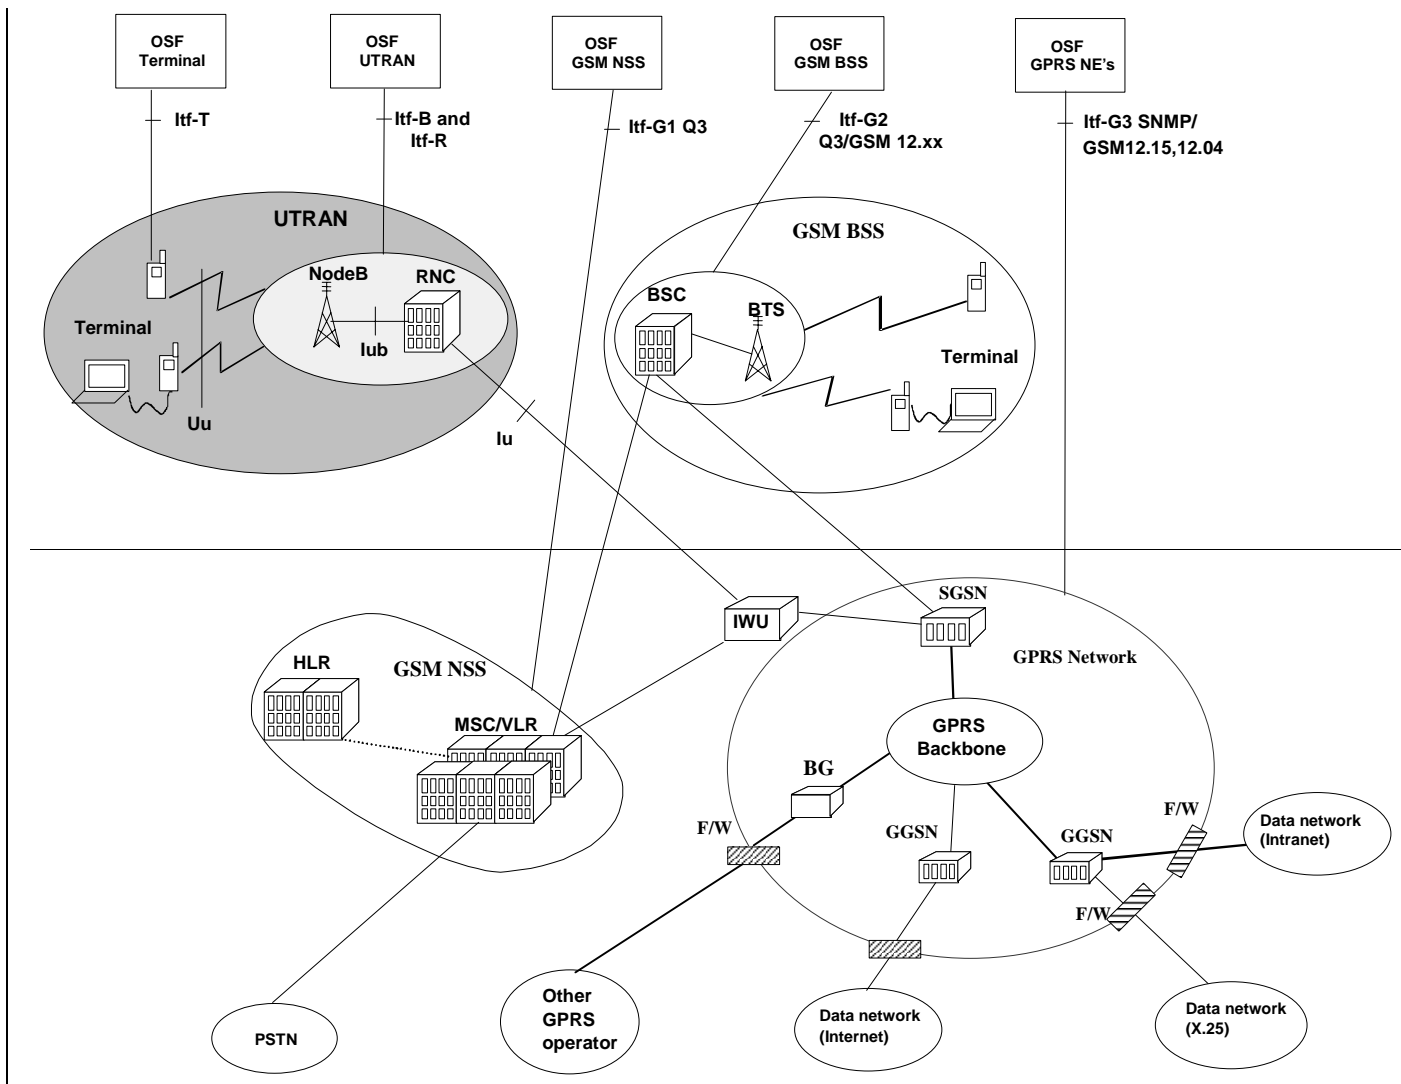 OSF
Terminal
OSF
UTRAN
OSF
GSM NSS
OSF
GSM BSS
OSF
GPRS NE's
Itf-T
Itf-B and
Itf-R
Itf-G1 Q3
Itf-G2
Q3/GSM 12.xx
Itf-G3 SNMP/
GSM12.15,12.04
UTRAN
GSM BSS
NodeB
RNC
BSC
BTS
Terminal
Iub
Terminal
Uu
Iu
SGSN
IWU
GPRS Network
HLR
GSM NSS
MSC/VLR
GPRS
Backbone
BG
F/W
GGSN
GGSN
F/W
Data network
(Intranet)
F/W
Other
GPRS
operator
Data network
(Internet)
Data network
(X.25)
PSTN